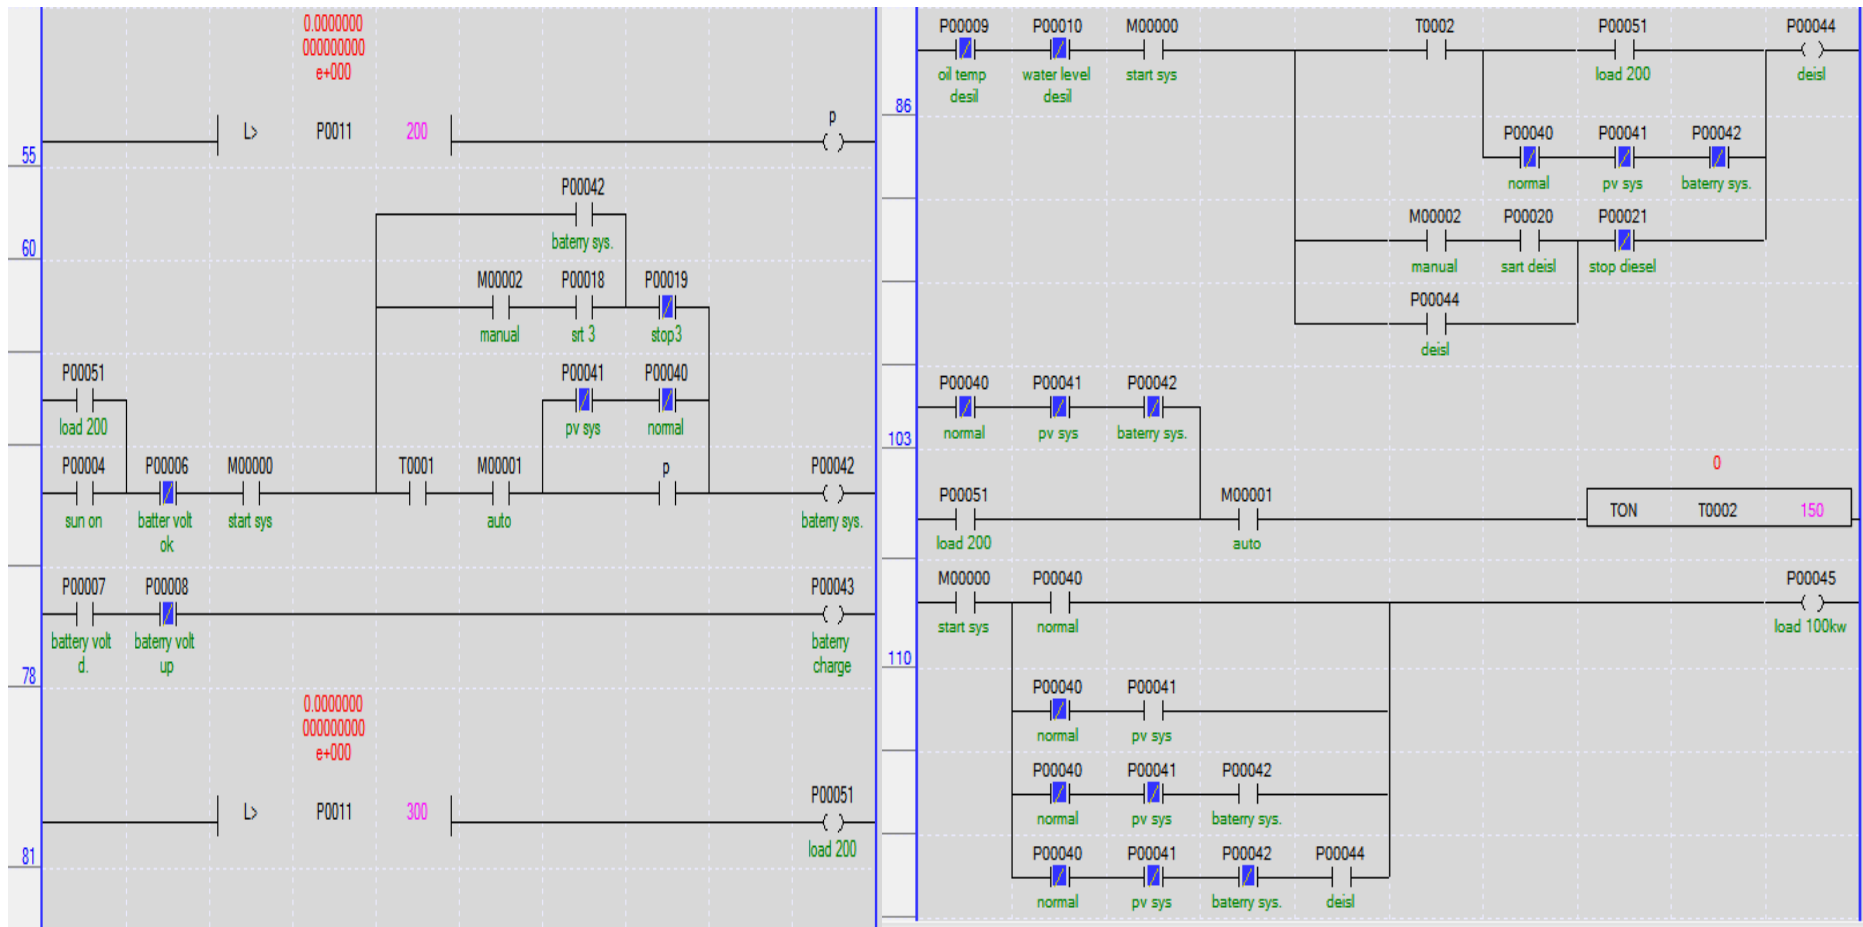 0.0000000
000000000
e+000
p
L> P0011 200
55
P00042
baterry sys.
60
M00002 P00018 P00019
manual srt 3 stop3
P00051 P00041 P00040
load 200 pv sys normal
P00004 P00006 M00000 T0001 M00001 p P00042
sun on batter volt start sys auto baterry sys.
ok
P00007 P00008 P00043
battery volt baterry volt baterry
d. up charge
78
0.0000000
000000000
e+000
P00051
L> P0011 300
load 200
81
P00009 P00010 M00000 T0002 P00051 P00044
oil temp water level start sys load 200 deisl
desil desil
86
P00040 P00041 P00042
normal pv sys baterry sys.
M00002 P00020 P00021
manual sart deisl stop diesel
P00044
deisl
P00040 P00041 P00042
normal pv sys baterry sys.
103
0
P00051 M00001
TON T0002 150
load 200 auto
M00000 P00040 P00045
start sys normal load 100kw
110
P00040 P00041
normal pv sys
P00040 P00041 P00042
normal pv sys baterry sys.
P00040 P00041 P00042 P00044
normal pv sys baterry sys. deisl